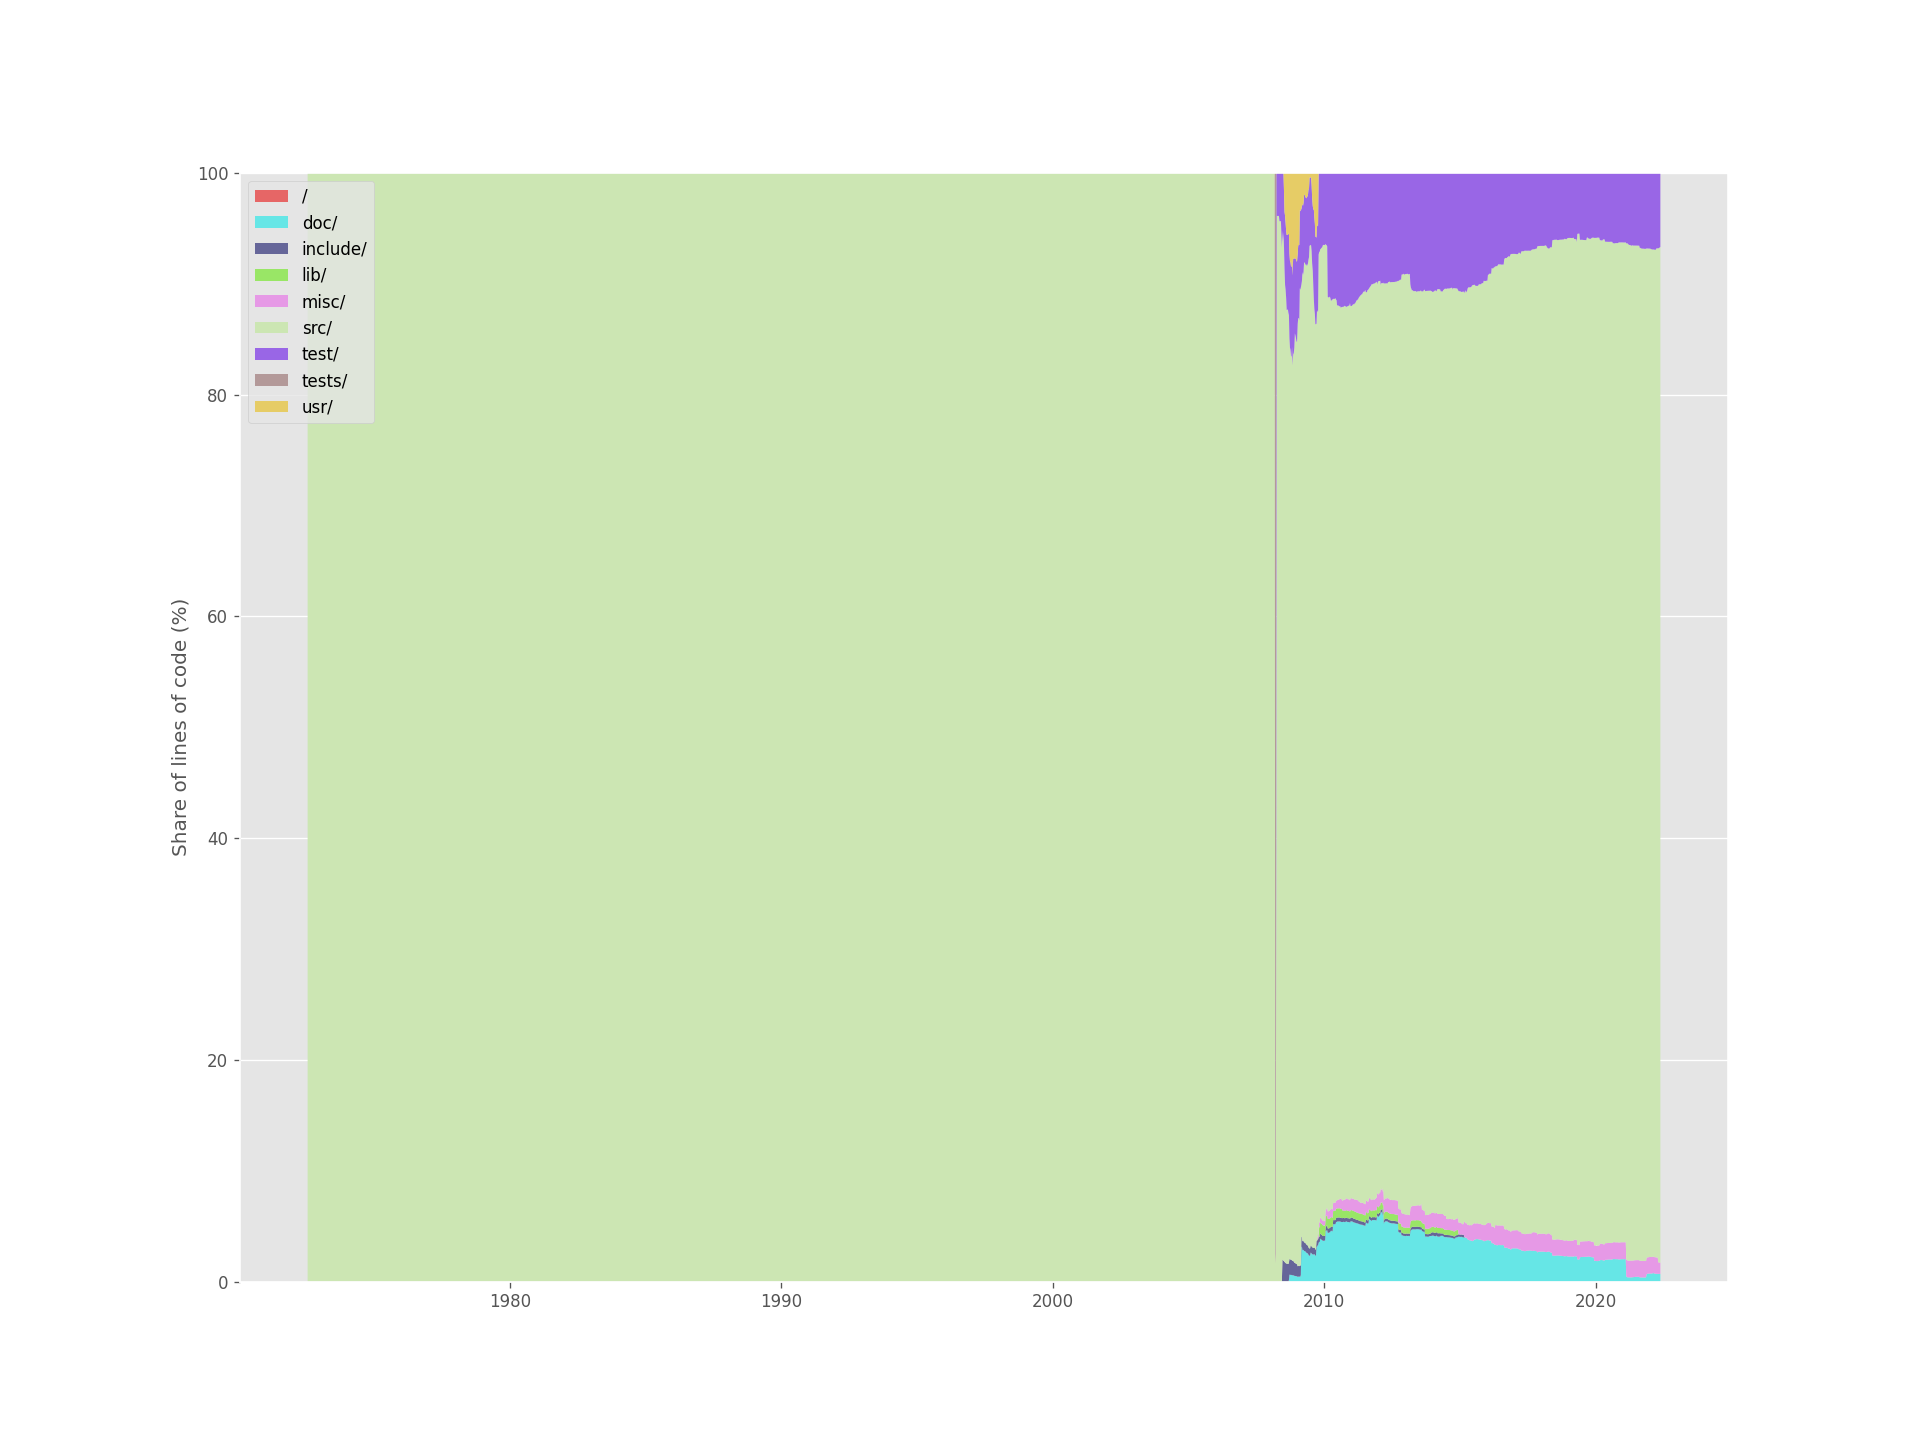 Share of lines of code (%)
100
80
60
40
20
0
/
doc/
include/
lib/
misc/
src/
test/
tests/
usr/
1980
1990
2000
2010
2020